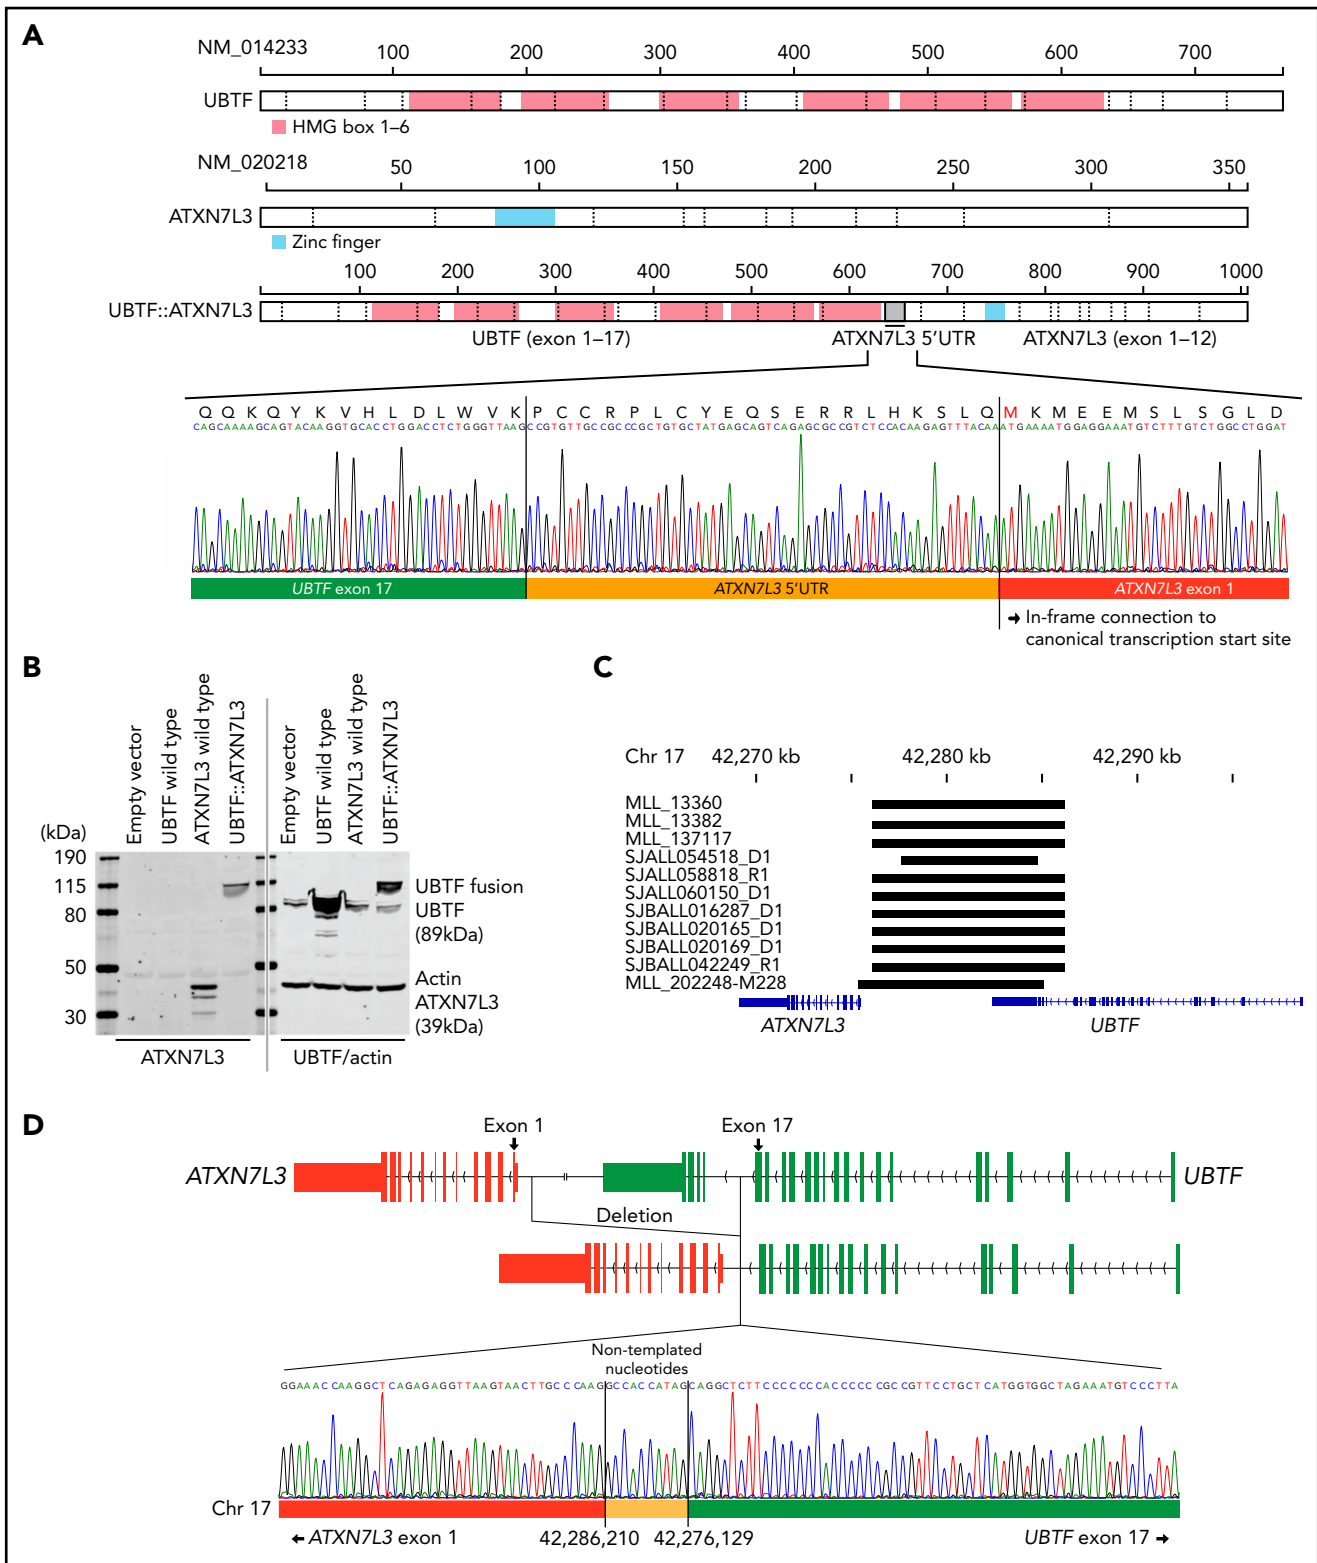 A
NM_014233
100 200 300 400 500 600 700
UBTF
HMG box 1–6
NM_020218
50 100 150 200 250 300 350
ATXN7L3
Zinc finger
100 200 300 400 500 600 700 800 900 1000
UBTF::ATXN7L3
UBTF (exon 1–17) ATXN7L3 5′UTR ATXN7L3 (exon 1–12)
Q Q K Q Y K V H L D L W V K P C C R P L C Y E Q S E R R L H K S L Q M K M E E M S L S G L D
CAGCAAAAGCAGTACAAGGTGCACCTGGACCTCTGGGTTAAGCCGTGTTGCCGCCCGCTGTGCTATGAGCAGTCAGAGCGCCGTCTCCACAAGAGTTTACAAATGAAAATGGAGGAAATGTCTTTGTCTGGCCTGGAT
UBTF exon 17 ATXN7L3 5′UTR ATXN7L3 exon 1
In-frame connection to
canonical transcription start site
B
Empty vector
UBTF wild type
ATXN7L3 wild type
UBTF::ATXN7L3
Empty vector
UBTF wild type
ATXN7L3 wild type
UBTF::ATXN7L3
(kDa)
190
115
80
50
30
UBTF fusion
UBTF
(89kDa)
Actin
ATXN7L3
(39kDa)
ATXN7L3 UBTF/actin
C
Chr 17 42,270 kb 42,280 kb 42,290 kb
MLL_13360
MLL_13382
MLL_137117
SJALL054518_D1
SJALL058818_R1
SJALL060150_D1
SJBALL016287_D1
SJBALL020165_D1
SJBALL020169_D1
SJBALL042249_R1
MLL_202248-M228
ATXN7L3 UBTF
D
Exon 1 Exon 17
ATXN7L3 UBTF
Deletion
Non-templated
nucleotides
GGAAACCAAGGCTCAGAGAGGTTAAGTAACTTGCCCAAGGCCACCATAGCAGGCTCTTCCCCCCCACCCCCCGCCGTTCCTGCTCATGGTGGCTAGAAATGTCCCTTA
Chr 17
ATXN7L3 exon 1 42,286,210 42,276,129 UBTF exon 17